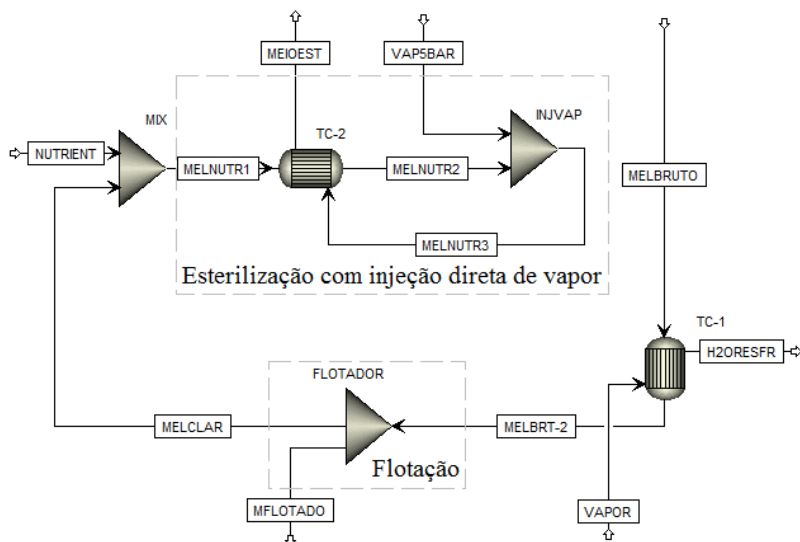 MEIOEST
VAP5BAR
MIX
TC-2
INJVAP
NUTRIENT
MELNUTR1
MELNUTR2
MELBRUTO
MELNUTR3
Esterilização com injeção direta de vapor
TC-1
H2ORESFR
FLOTADOR
MELCLAR
MELBRT-2
Flotação
MFLOTADO
VAPOR